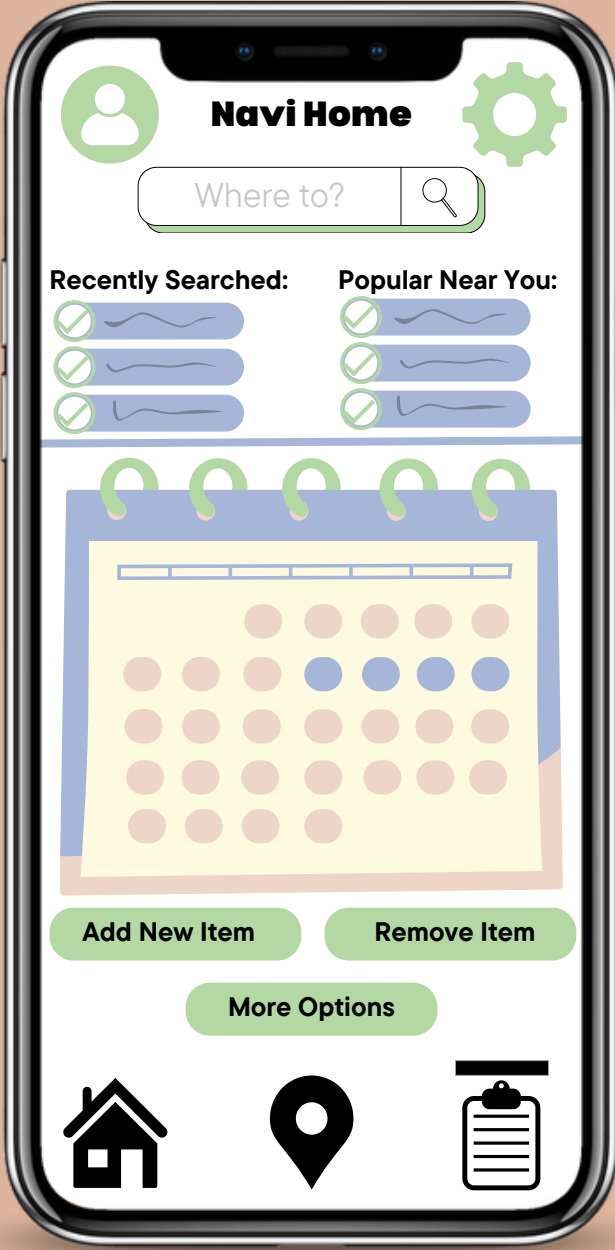 Navi Home
Where to?
Recently Searched:
Popular Near You:
Add New Item
Remove Item
More Options